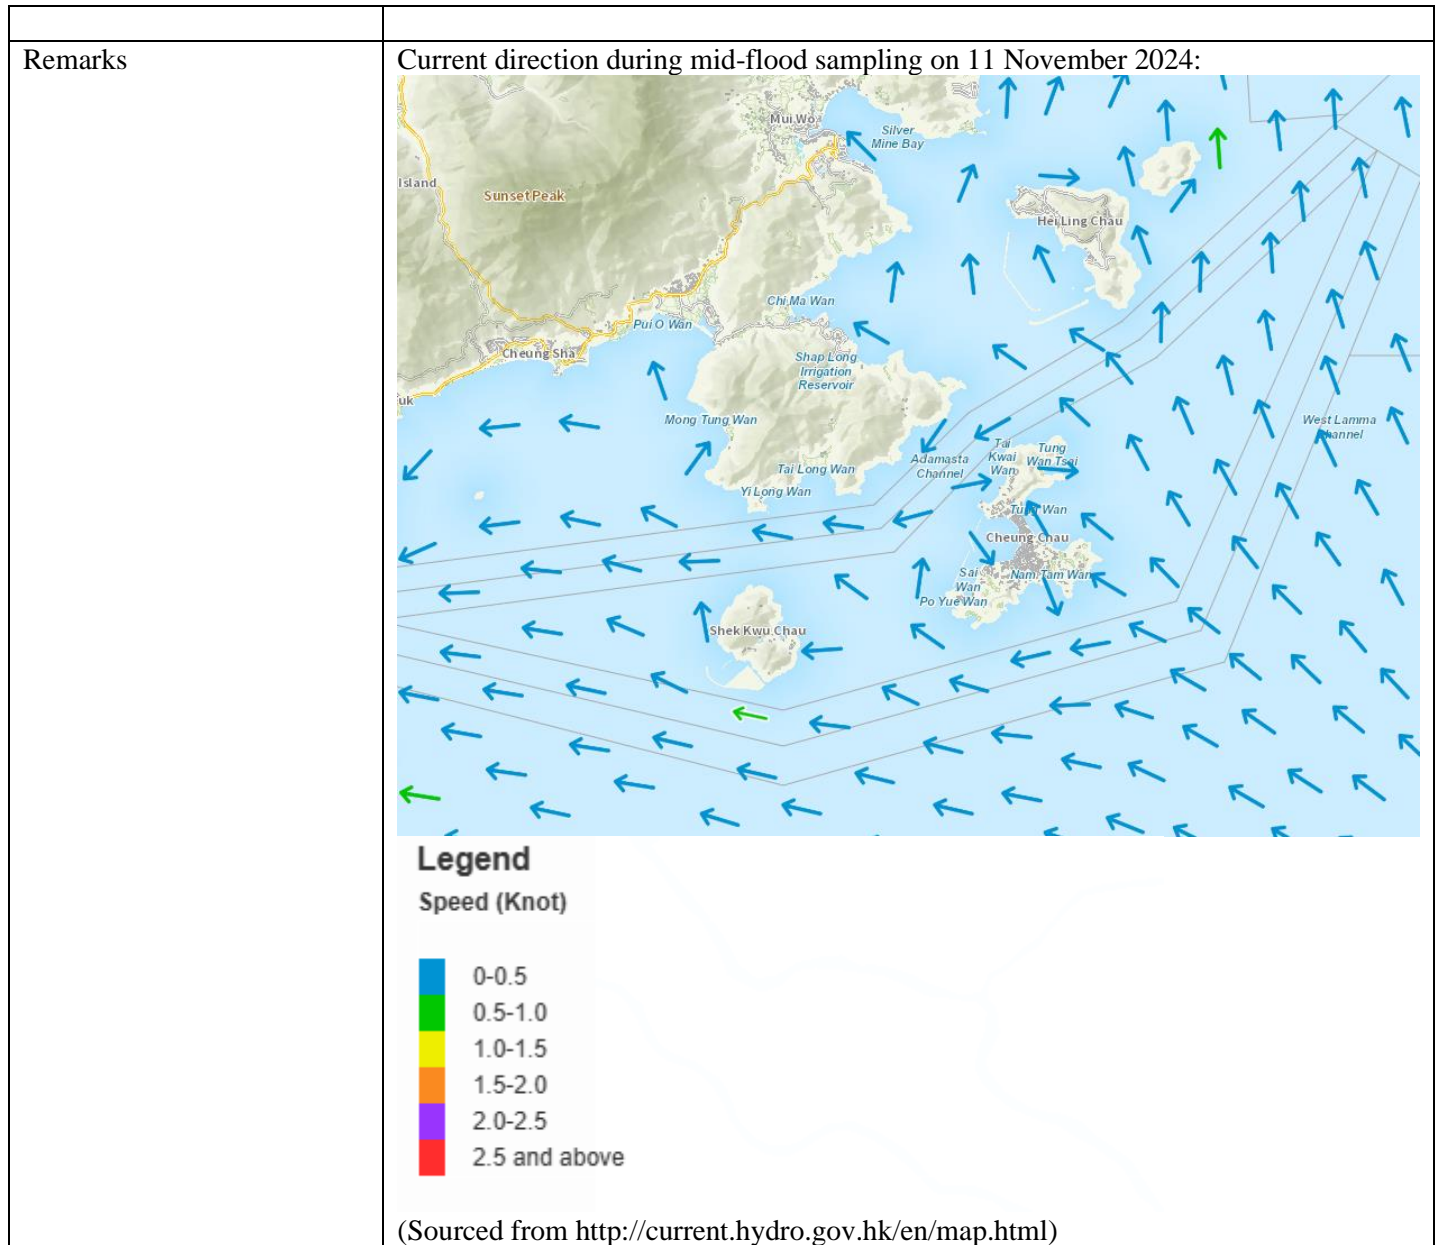 Remarks
Current direction during mid-flood sampling on 11 November 2024:
Mui Wo
Silver
Mine Bay
Island
Sunset Peak
Hei Ling Chau
Chi Ma Wan
Pui O Wan
Cheung Sha
Shap Long
Irrigation
Reservoir
uk
Mong Tung Wan
West Lamma
Channel
Tai
Kwai
Wan
Tung
Wan Tsai
Adamasta
Channel
Tai Long Wan
Yi Long Wan
Tung Wan
Cheung Chau
Sai
Wan
Nam Tam Wan
Po Yue Wan
Shek Kwu Chau
Legend
Speed (Knot)
0-0.5
0.5-1.0
1.0-1.5
1.5-2.0
2.0-2.5
2.5 and above
(Sourced from http://current.hydro.gov.hk/en/map.html)